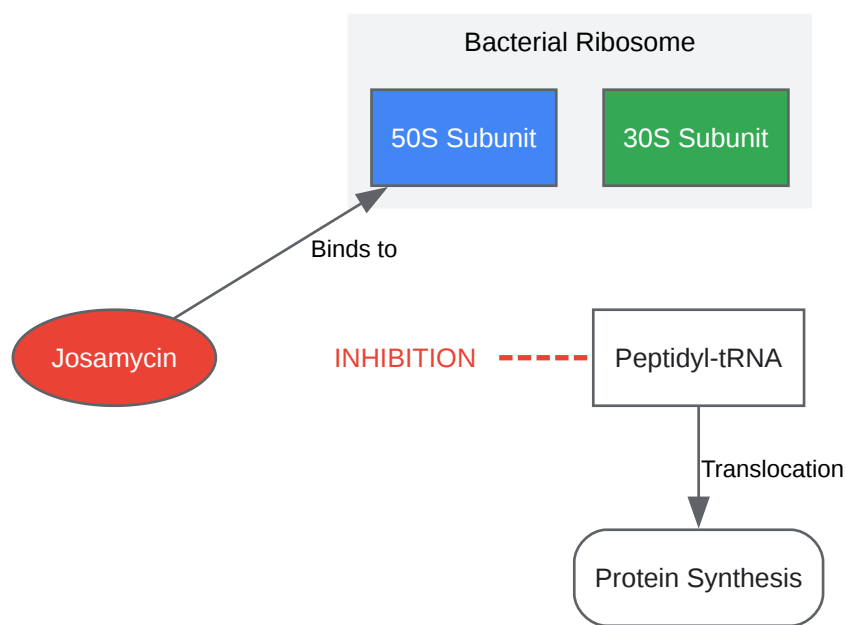 Bacterial Ribosome
50S Subunit
30S Subunit
Binds to
Josamycin
INHIBITION
Peptidyl-tRNA
Translocation
Protein Synthesis